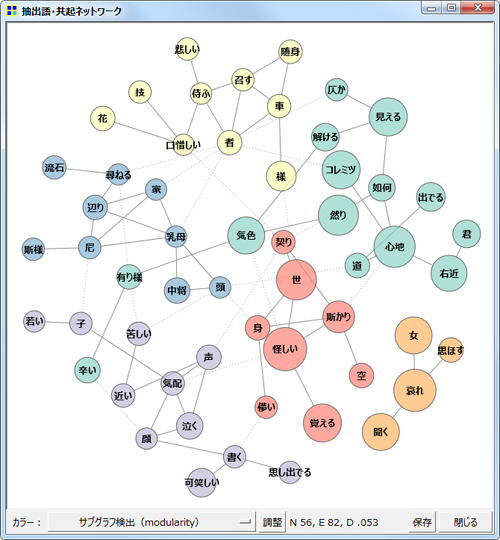 抽出語・共起ネットワーク
悲しい
随身
召す
侍ふ
技
仄か
車
見える
花
口惜しい
者
解ける
流石
尋ねる
様
コレミツ
家
如何
出でる
辺り
然り
乳母
気色
契り
君
斯様
尼
心地
道
右近
有り様
中将
頭
世
若い
子
苦しい
身
斯かり
女
声
怪しい
思ほす
辛い
気配
空
哀れ
近い
儚い
泣く
覚える
聞く
顔
書く
可笑しい
思し出でる
カラー：
サブグラフ検出（modularity）
調整
N 56, E 82, D .053
保存
閉じる